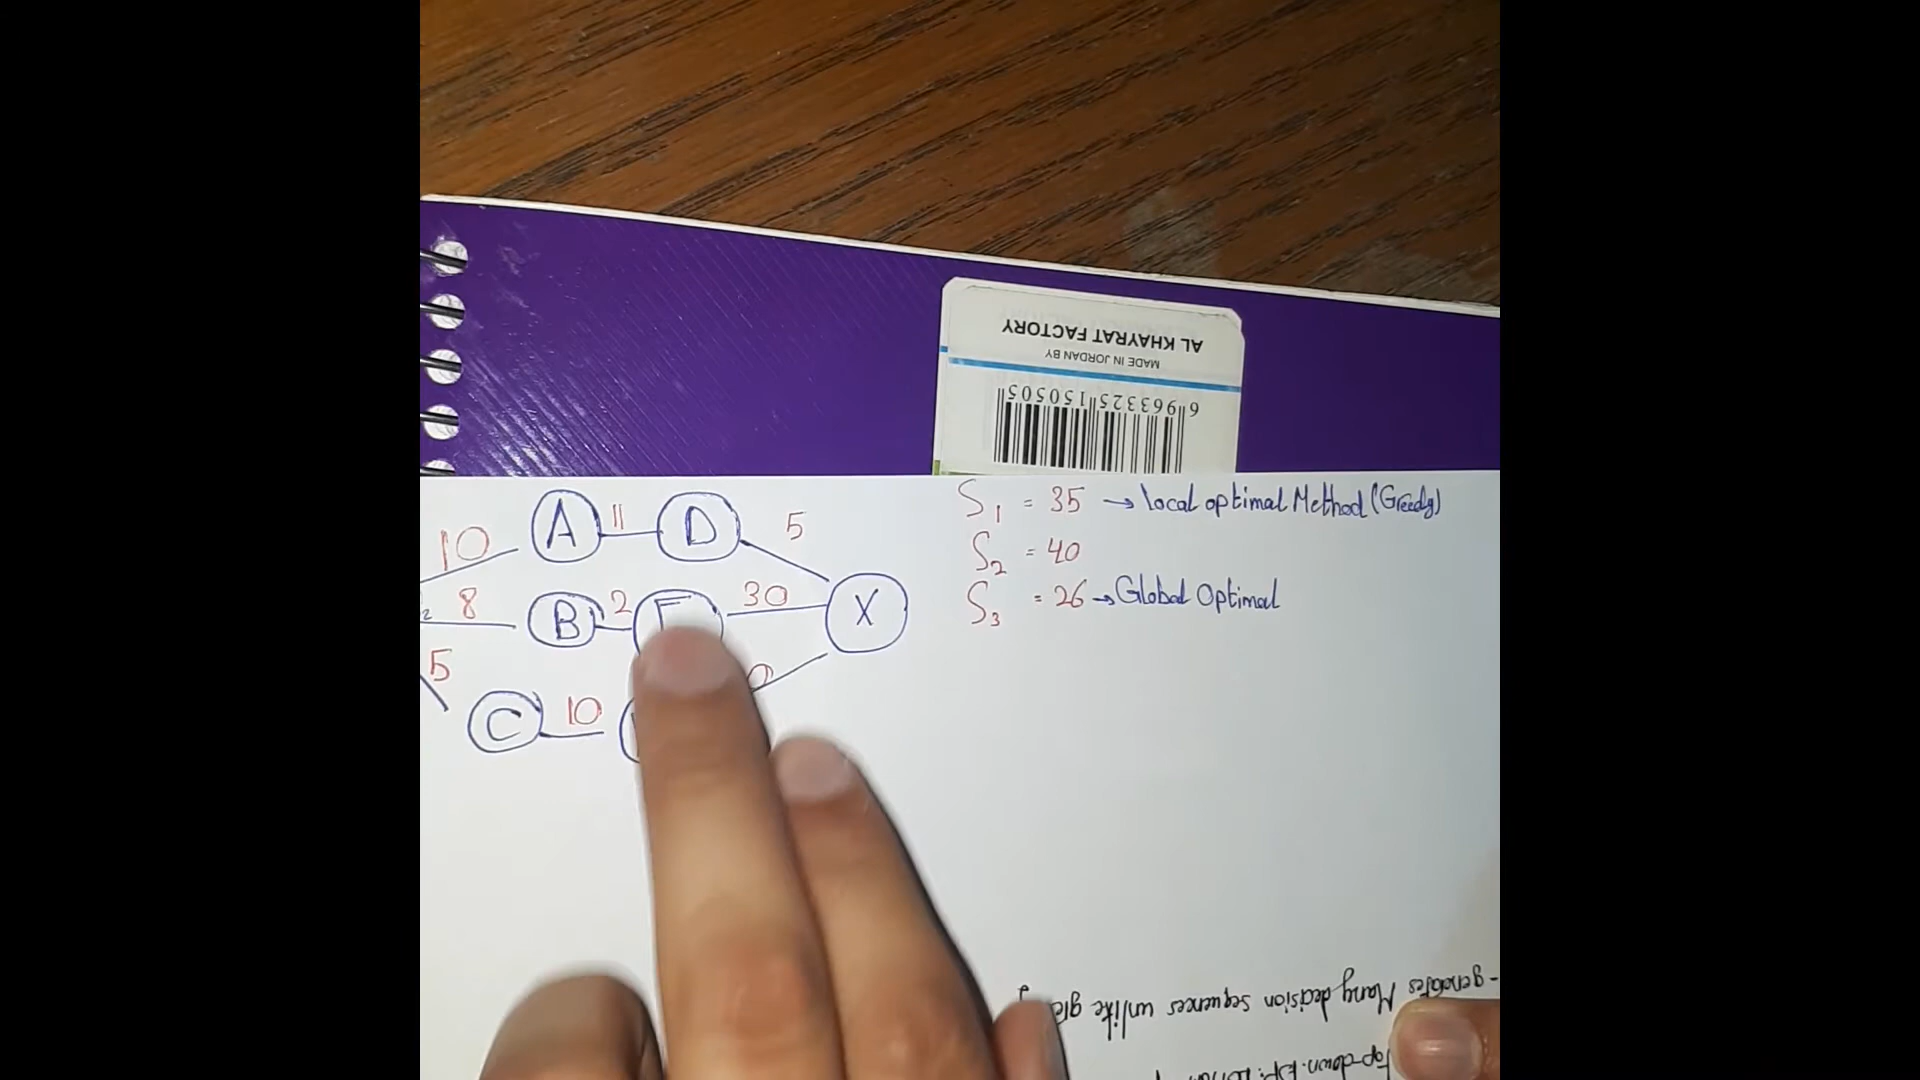 AL KHAYRAT FACTORY
MADE IN JORDAN BY
6 963325 150505
10 A 11 D 5
8 B 2 30 X
5 C 10
S1 = 35 → local optimal Method (Greedy)
S2 = 40
S3 = 26 → Global Optimal
Top-down.
- generates Many decision sequences unlike